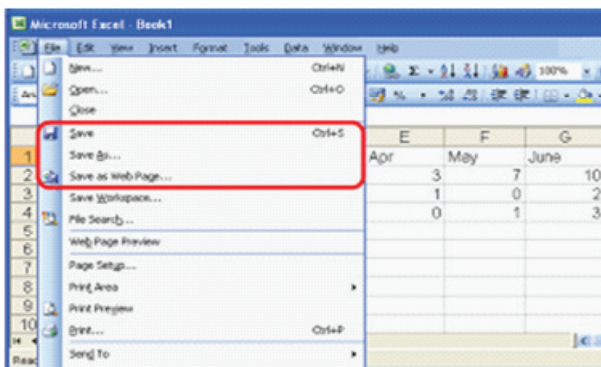 Microsoft Excel - Book1
File Edit View Insert Format Tools Data Window Help
New... Ctrl+N
Open... Ctrl+O
Close
Save Ctrl+S
Save As...
Save as Web Page...
Save Workspace...
File Search...
Web Page Preview
Page Setup...
Print Area
Print Preview
Print... Ctrl+P
Send To
100%
E F G
1 Apr May June
2 3 7 10
3 1 0 2
4 0 1 3
5
6
7
8
9
10